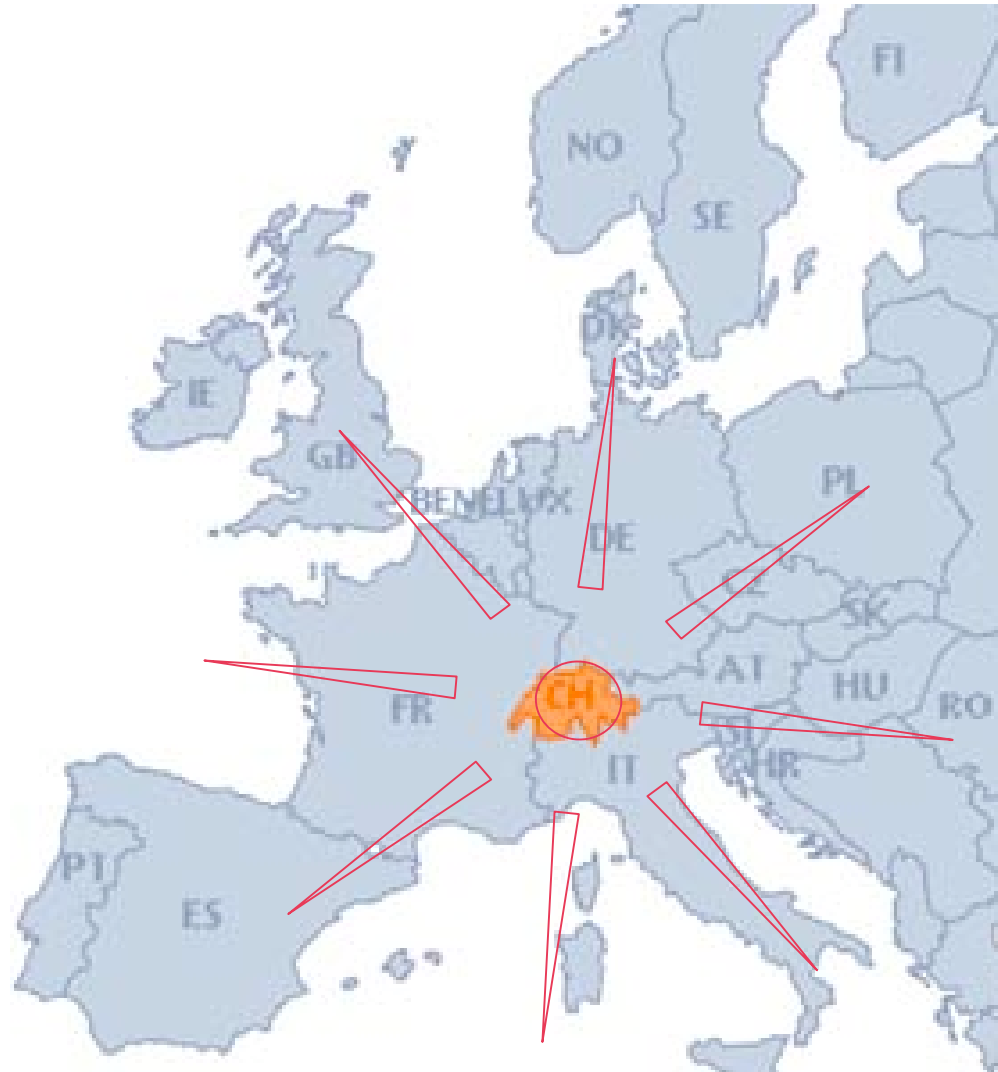 FI
NO
SE
DK
IE
GB
BENELUX
PL
DE
CZ
SK
AT
HU
CH
RO
FR
IT
HR
PT
ES